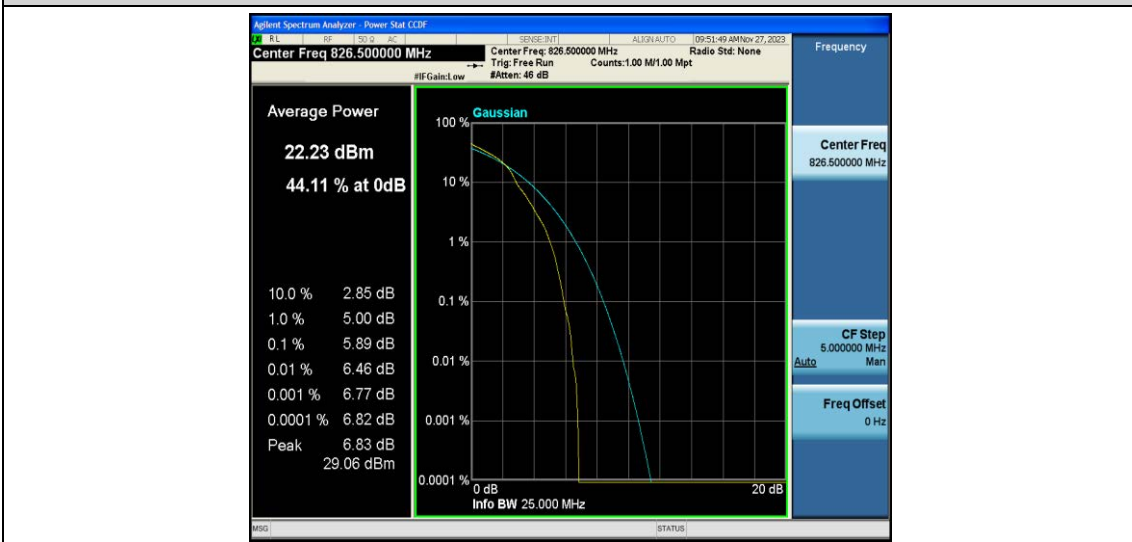 Agilent Spectrum Analyzer - Power Stat CCDF
RL RF 50 Ω AC SENSE:INT ALIGN AUTO 09:51:49 AM Nov 27, 2023
Center Freq 826.500000 MHz
Center Freq: 826.500000 MHz Radio Std: None
Trig: Free Run Counts:1.00 M/1.00 Mpt
#IFGain:Low #Atten: 46 dB
Frequency
Average Power
22.23 dBm
44.11 % at 0dB
10.0 % 2.85 dB
1.0 % 5.00 dB
0.1 % 5.89 dB
0.01 % 6.46 dB
0.001 % 6.77 dB
0.0001 % 6.82 dB
Peak 6.83 dB
29.06 dBm
Gaussian
100 %
10 %
1 %
0.1 %
0.01 %
0.001 %
0.0001 %
0 dB 20 dB
Info BW 25.000 MHz
Center Freq
826.500000 MHz
CF Step
5.000000 MHz
Auto Man
Freq Offset
0 Hz
MSG STATUS